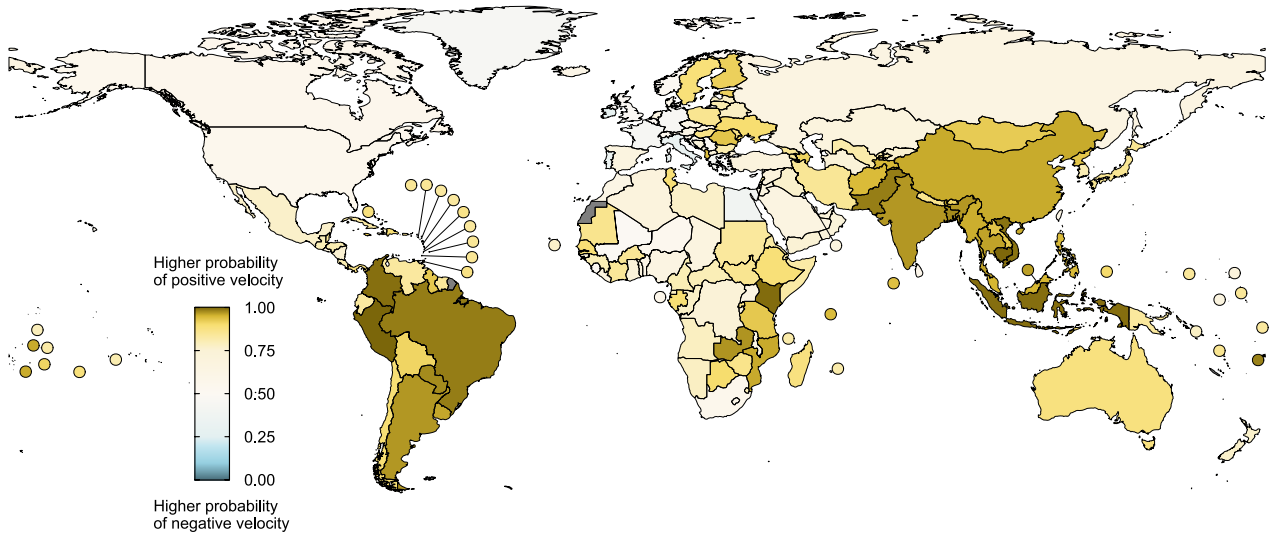 Higher probability
of positive velocity
1.00
0.75
0:50
0.25
0.00
Higher probability
of negative velocity